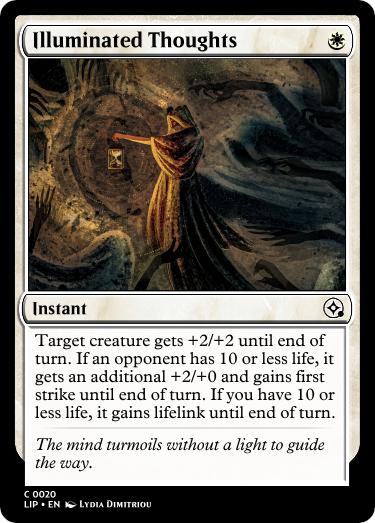 Illuminated Thoughts
Instant
Target creature gets +2/+2 until end of
turn. If an opponent has 10 or less life, it
gets an additional +2/+0 and gains first
strike until end of turn. If you have 10 or
less life, it gains lifelink until end of turn.
The mind turmoils without a light to guide
the way.
C 0020
LIP • EN Lydia Dimitriou